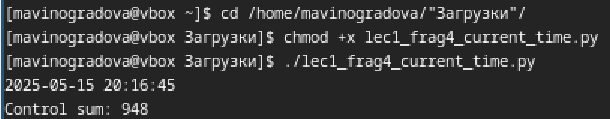 [mavinogradova@vbox ~]$ cd /home/mavinogradova/"Загрузки"/
[mavinogradova@vbox Загрузки]$ chmod +x lec1_frag4_current_time.py
[mavinogradova@vbox Загрузки]$ ./lec1_frag4_current_time.py
2025-05-15 20:16:45
Control sum: 948